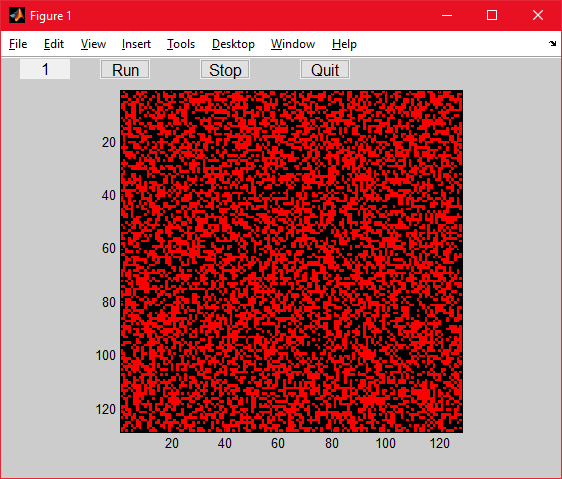 Figure 1
File Edit View Insert Tools Desktop Window Help
1 Run Stop Quit
20
40
60
80
100
120
20 40 60 80 100 120